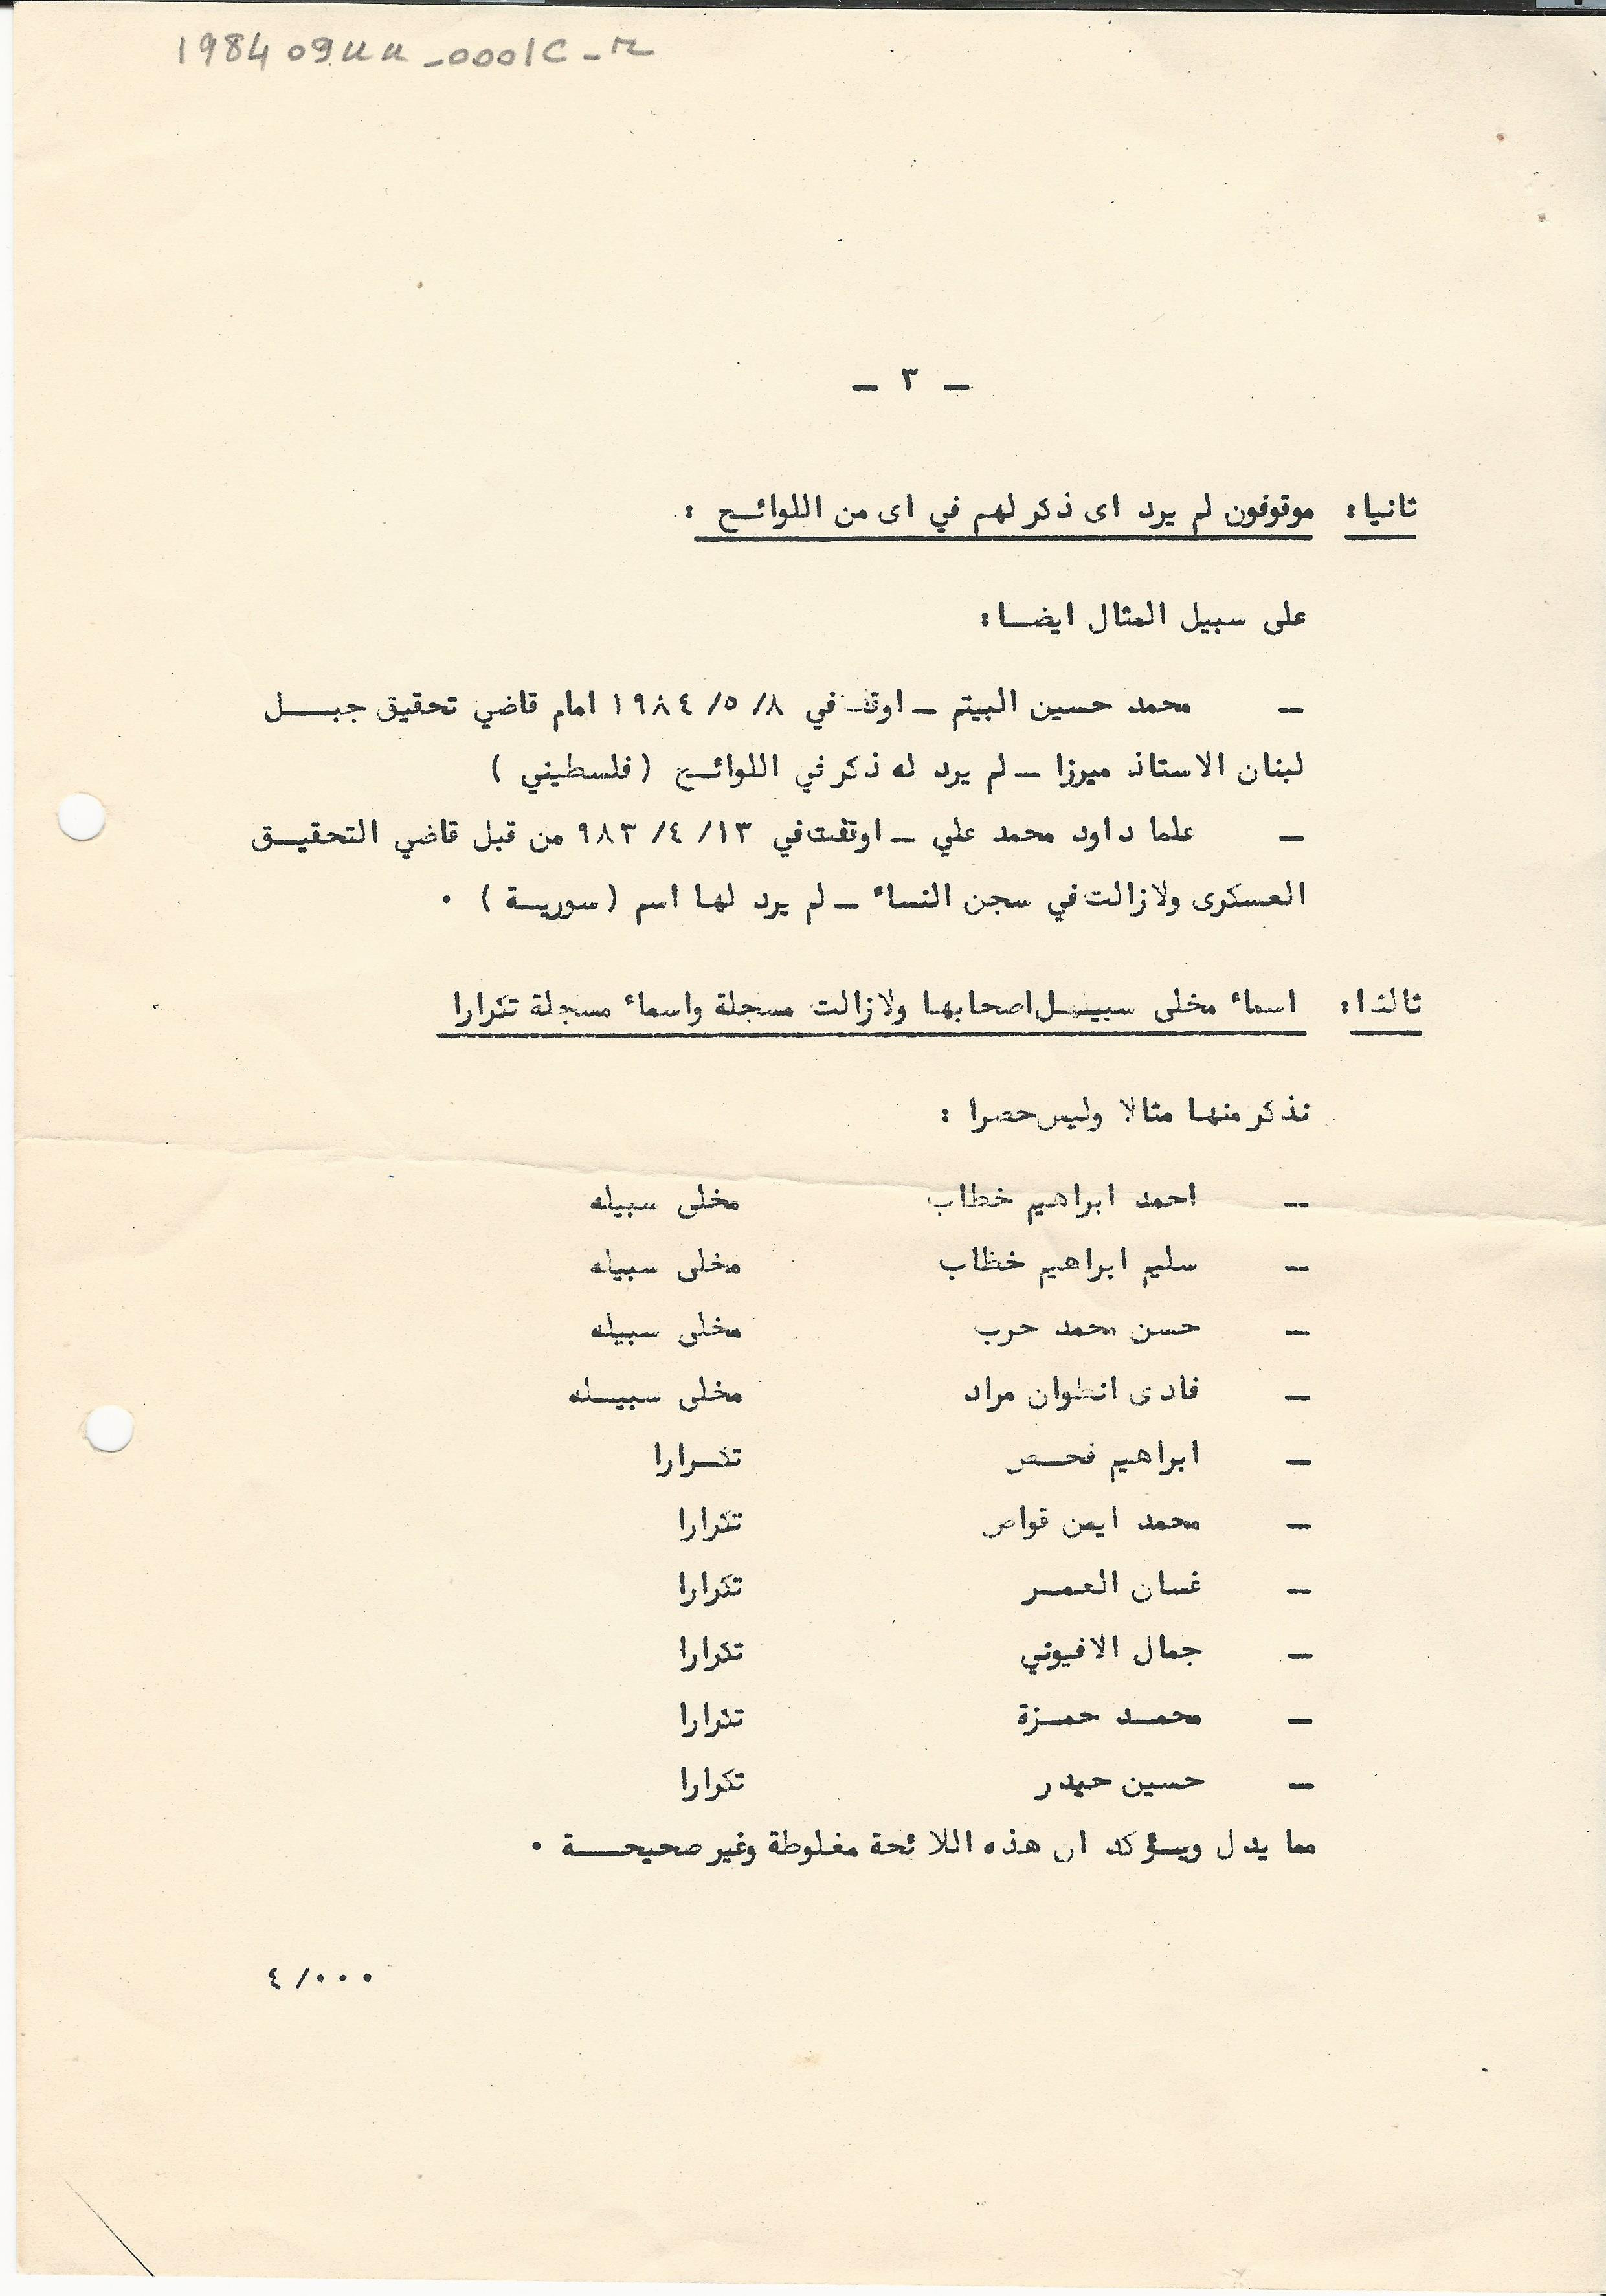 198409UU_0001C_
- ٣ -
ثانيا: موقوفون لم يرد اى ذكر لهم في اى من اللوائح :
على سبيل المثال ايضا:
- محمد حسين اليتم - اوقف في ٨/ ٥/ ١٩٨٤ امام قاضي تحقيق جبل
لبنان الاستاذ ميرزا - لم يرد له ذكر في اللوائح (فلسطيني )
- علما داود محمد علي - اوقفت في ١٣/ ٤/ ٩٨٣ من قبل قاضي التحقيق
العسكرى ولازالت في سجن النساء - لم يرد لها اسم (سورية ) ٠
ثالثا: اسماء مخلى سبيل اصحابها ولازالت مسجلة واسماء مسجلة تكرارا
نذكر منها مثالا وليس حصرا :
- احمد ابراهيم خطاب مخلى سبيله
- سليم ابراهيم خطاب مخلى سبيله
- حسن محمد حرب مخلى سبيله
- فادى انطوان مراد مخلى سبيله
- ابراهيم فحص تكرارا
- محمد ايمن قواص تكرارا
- غسان العمر تكرارا
- جمال الافيوني تكرارا
- محمد حمزة تكرارا
- حسين حيدر تكرارا
مما يدل ويؤكد ان هذه اللائحة مغلوطة وغير صحيحة ٠
٠٠٠/ ٤